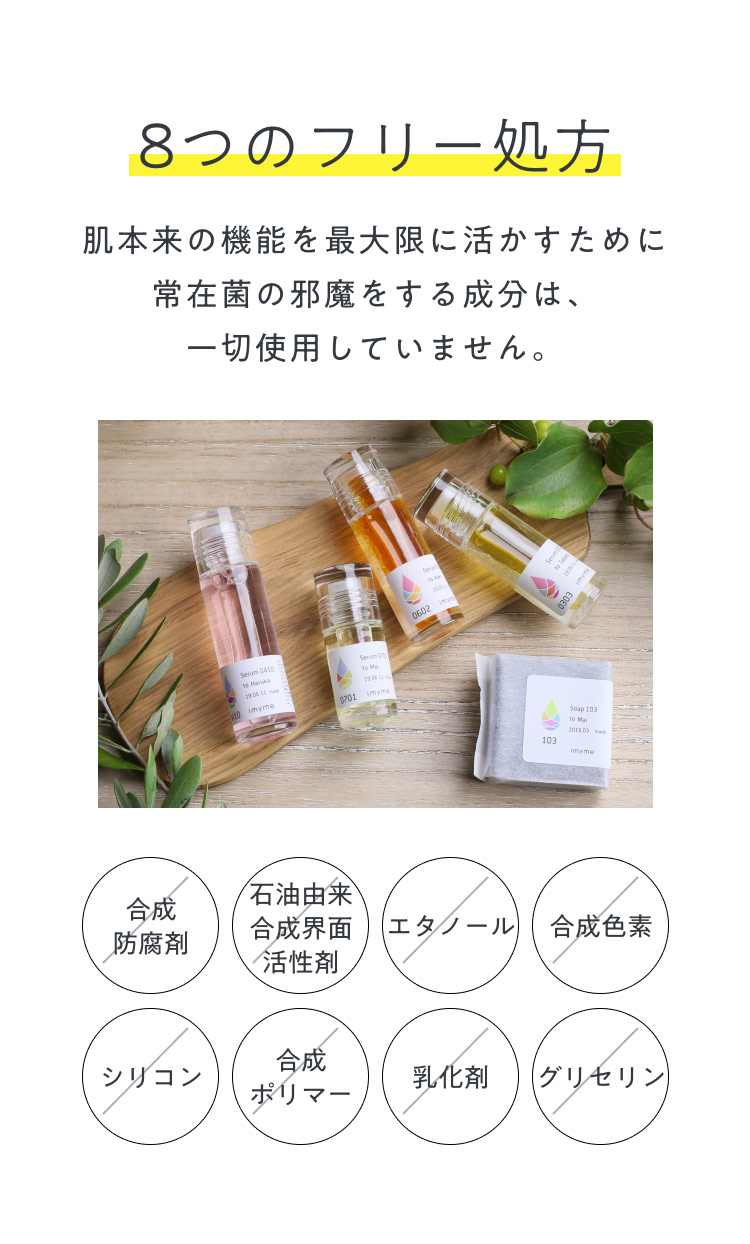 8つのフリー処方
肌本来の機能を最大限に活かすために
常在菌の邪魔をする成分は、
一切使用していません。
Serum 0410
to Haruka
19.06.11 made
imyme
Serum
to Mai
imyme
0701
Serum
to
imyme
0602
Serum
to
imyme
0303
Soap 103
to Mai
2019.03 made
103
imyme
合成
防腐剤
石油由来
合成界面
活性剤
エタノール
合成色素
シリコン
合成
ポリマー
乳化剤
グリセリン